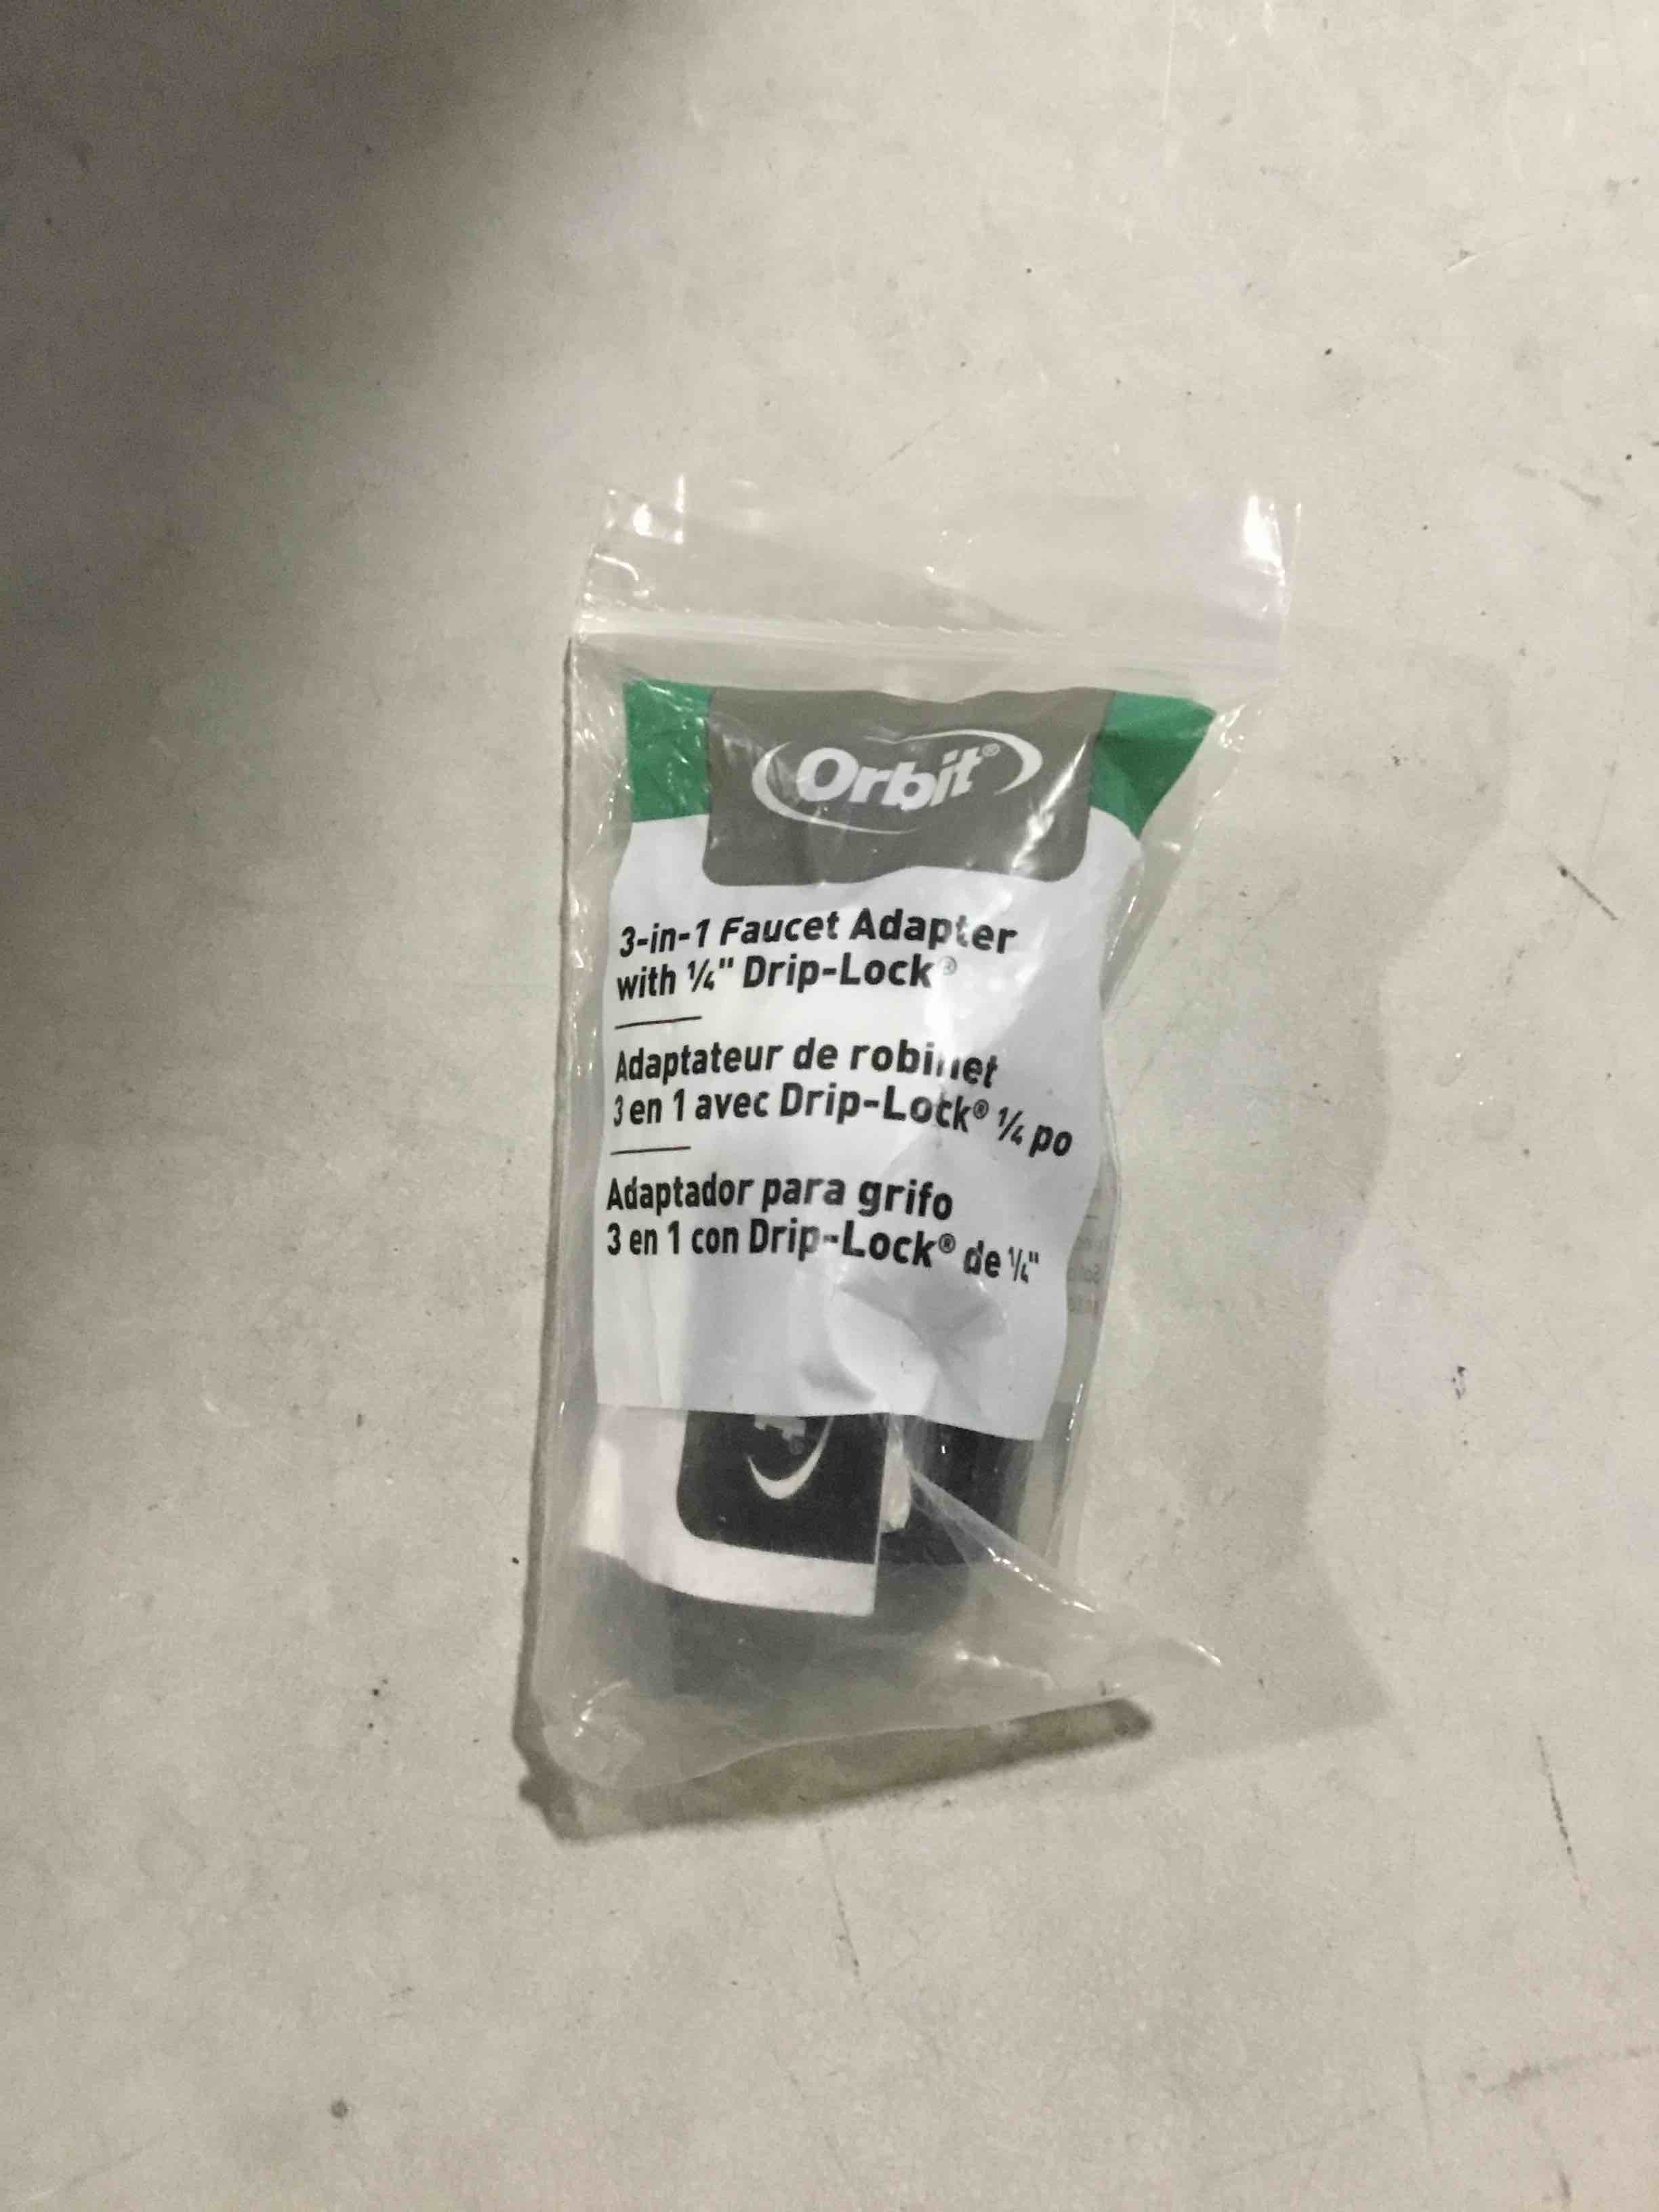 Orbit®
3-in-1 Faucet Adapter
with ¼" Drip-Lock®
Adaptateur de robinet
3 en 1 avec Drip-Lock® ¼ po
Adaptador para grifo
3 en 1 con Drip-Lock® de ¼"